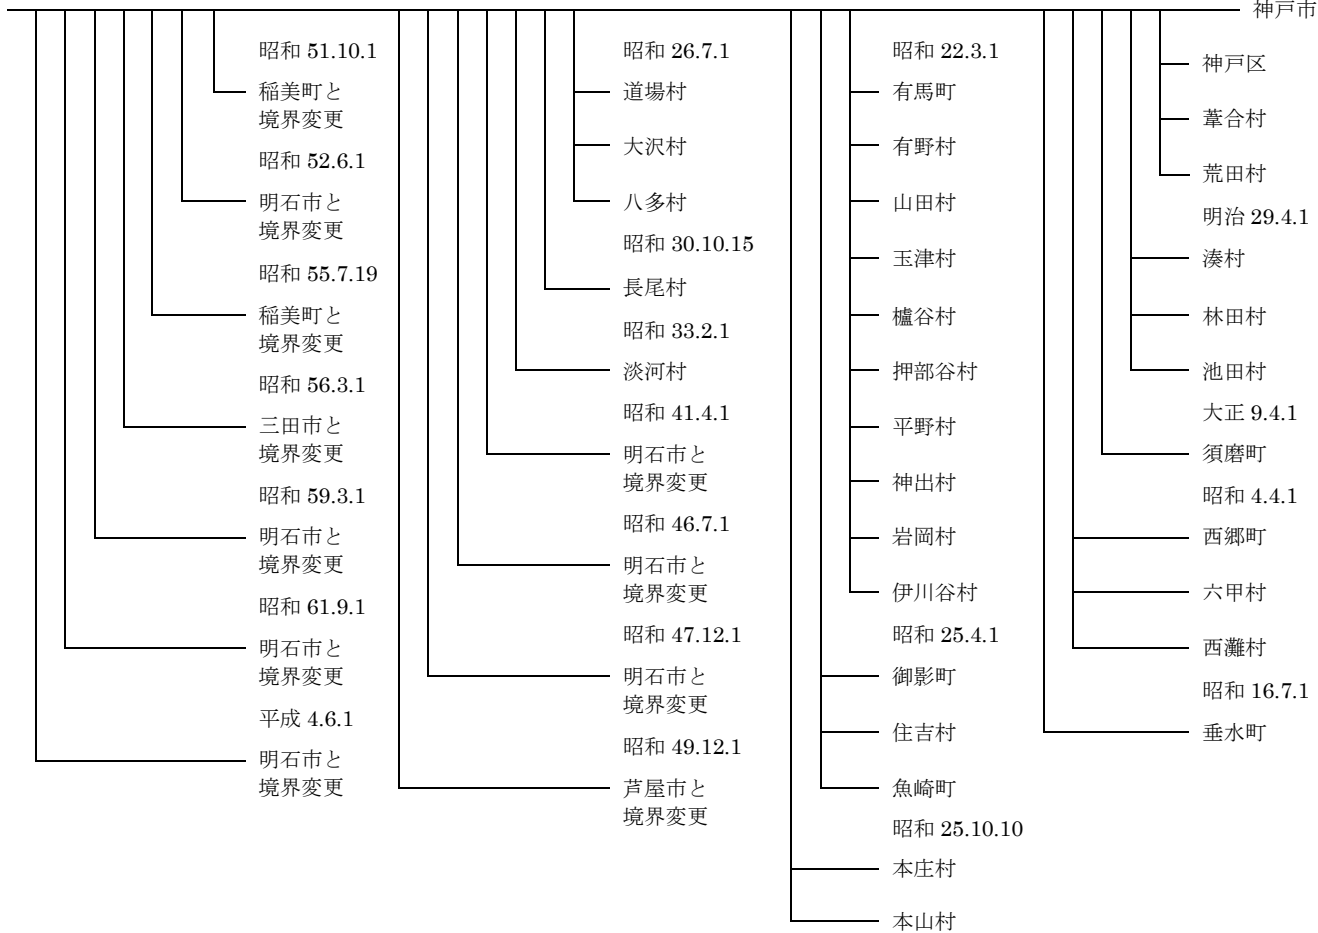 神戸市
神戸区
葦合村
荒田村
明治 29.4.1
湊村
林田村
池田村
大正 9.4.1
須磨町
昭和 4.4.1
西郷町
六甲村
西灘村
昭和 16.7.1
垂水町
昭和 22.3.1
有馬町
有野村
山田村
玉津村
櫨谷村
押部谷村
平野村
神出村
岩岡村
伊川谷村
昭和 25.4.1
御影町
住吉村
魚崎町
昭和 25.10.10
本庄村
本山村
昭和 26.7.1
道場村
大沢村
八多村
昭和 30.10.15
長尾村
昭和 33.2.1
淡河村
昭和 41.4.1
明石市と
境界変更
昭和 46.7.1
明石市と
境界変更
昭和 47.12.1
明石市と
境界変更
昭和 49.12.1
芦屋市と
境界変更
昭和 51.10.1
稲美町と
境界変更
昭和 52.6.1
明石市と
境界変更
昭和 55.7.19
稲美町と
境界変更
昭和 56.3.1
三田市と
境界変更
昭和 59.3.1
明石市と
境界変更
昭和 61.9.1
明石市と
境界変更
平成 4.6.1
明石市と
境界変更